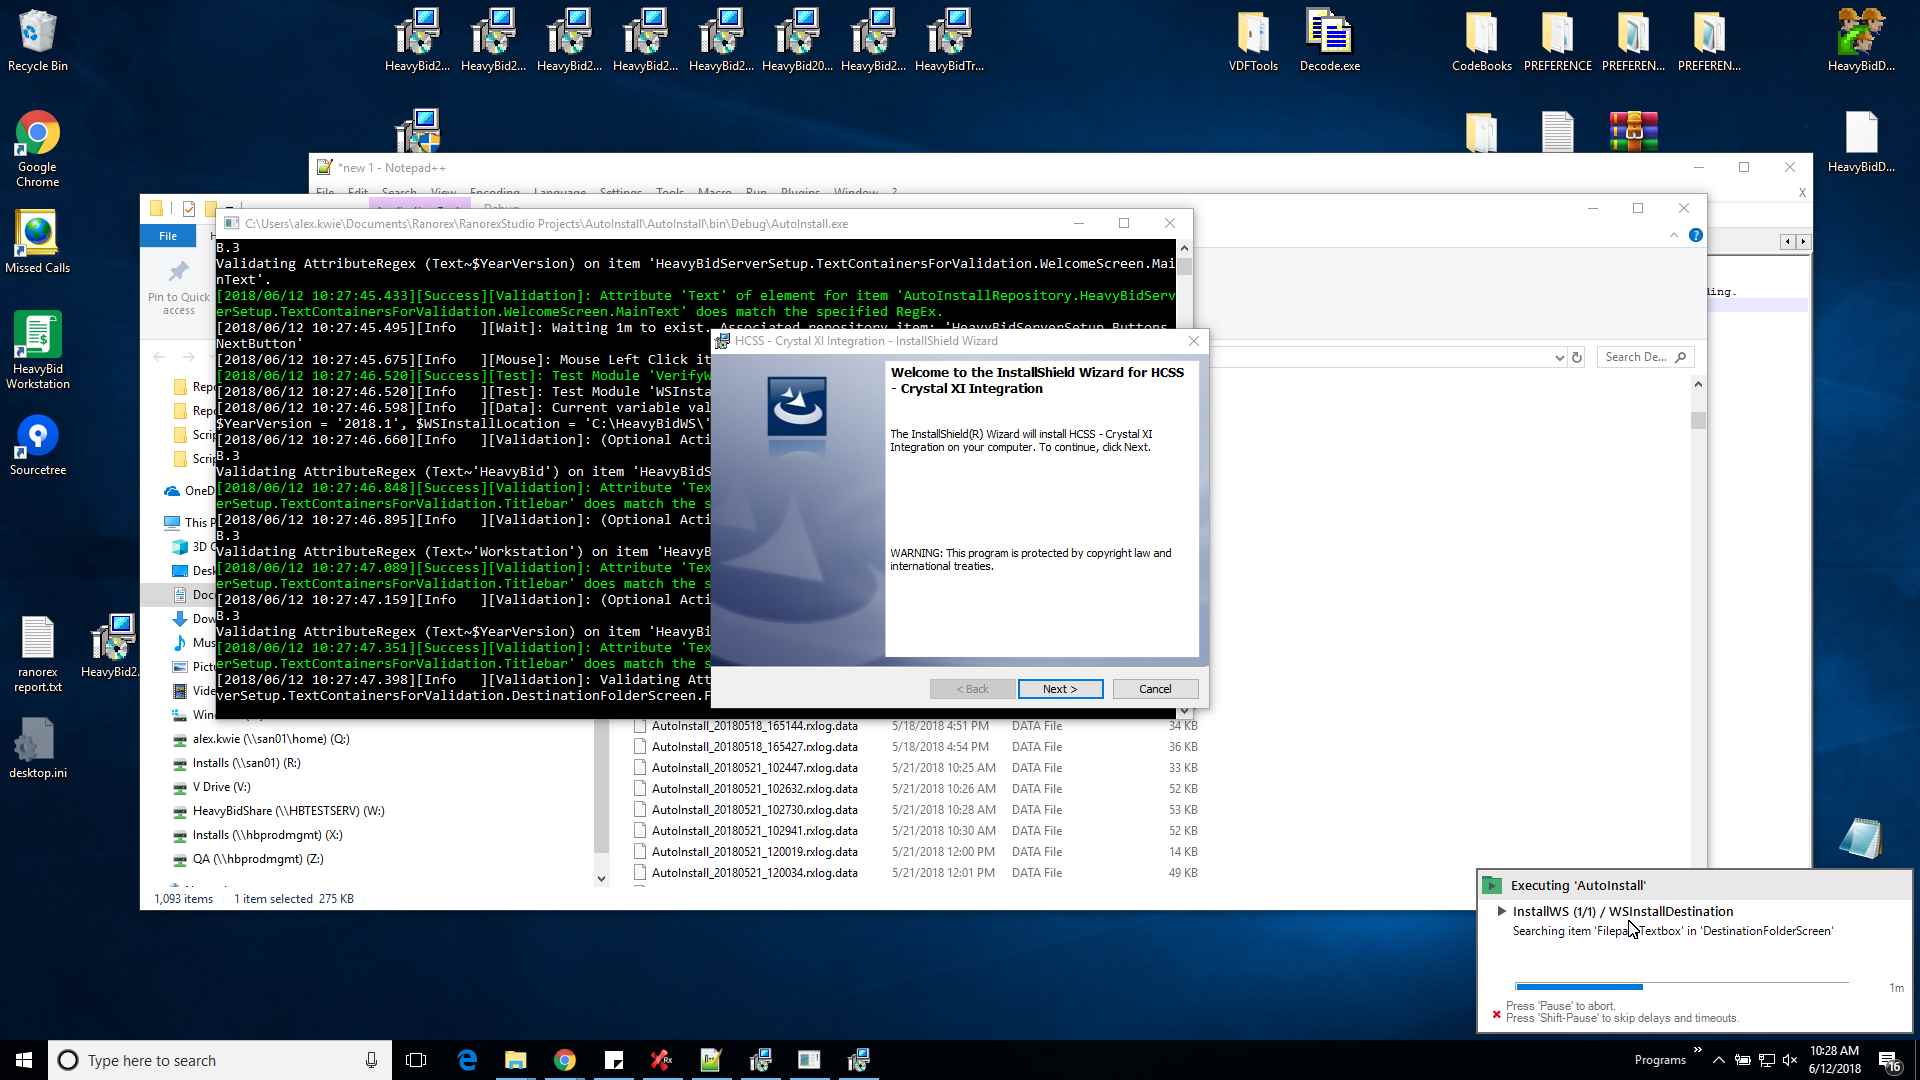 Recycle Bin
Google
Chrome
Missed Calls
HeavyBid
Workstation
Sourcetree
ranorex
report.txt
HeavyBid2...
desktop.ini
HeavyBid2...
HeavyBid2...
HeavyBid2...
HeavyBid2...
HeavyBid2...
HeavyBid20...
HeavyBid2...
HeavyBidTr...
VDFTools
Decode.exe
CodeBooks
PREFERENCE
PREFEREN...
PREFEREN...
HeavyBidD...
HeavyBidD...
*new 1 - Notepad++
File Edit Search View Encoding Language Settings Tools Macro Run Plugins Window ?
X
Debug
File
Pin to Quick
access
C:\Users\alex.kwie\Documents\Ranorex\RanorexStudio Projects\AutoInstall\AutoInstall\bin\Debug\AutoInstall.exe
B.3
Validating AttributeRegex (Text~$YearVersion) on item 'HeavyBidServerSetup.TextContainersForValidation.WelcomeScreen.Mai
nText'.
[2018/06/12 10:27:45.433][Success][Validation]: Attribute 'Text' of element for item 'AutoInstallRepository.HeavyBidServ
erSetup.TextContainersForValidation.WelcomeScreen.MainText' does match the specified RegEx.
[2018/06/12 10:27:45.495][Info ][Wait]: Waiting 1m to exist. Associated repository item: 'HeavyBidServerSetup.Buttons
NextButton'
[2018/06/12 10:27:45.675][Info ][Mouse]: Mouse Left Click it
[2018/06/12 10:27:46.520][Success][Test]: Test Module 'VerifyW
[2018/06/12 10:27:46.520][Info ][Test]: Test Module 'WSInsta
[2018/06/12 10:27:46.598][Info ][Data]: Current variable val
$YearVersion = '2018.1', $WSInstallLocation = 'C:\HeavyBidWS\'
[2018/06/12 10:27:46.660][Info ][Validation]: (Optional Acti
B.3
Validating AttributeRegex (Text~'HeavyBid') on item 'HeavyBidS
[2018/06/12 10:27:46.848][Success][Validation]: Attribute 'Tex
erSetup.TextContainersForValidation.Titlebar' does match the s
[2018/06/12 10:27:46.895][Info ][Validation]: (Optional Acti
B.3
Validating AttributeRegex (Text~'Workstation') on item 'HeavyB
[2018/06/12 10:27:47.089][Success][Validation]: Attribute 'Tex
erSetup.TextContainersForValidation.Titlebar' does match the s
[2018/06/12 10:27:47.159][Info ][Validation]: (Optional Acti
B.3
Validating AttributeRegex (Text~$YearVersion) on item 'HeavyBi
[2018/06/12 10:27:47.351][Success][Validation]: Attribute 'Tex
erSetup.TextContainersForValidation.Titlebar' does match the s
[2018/06/12 10:27:47.398][Info ][Validation]: Validating Att
verSetup.TextContainersForValidation.DestinationFolderScreen.F
HCSS - Crystal XI Integration - InstallShield Wizard
Welcome to the InstallShield Wizard for HCSS
- Crystal XI Integration
The InstallShield(R) Wizard will install HCSS - Crystal XI
Integration on your computer. To continue, click Next.
WARNING: This program is protected by copyright law and
international treaties.
< Back
Next >
Cancel
ding.
Search De...
Repo
Repo
Scrip
Scrip
OneD
This P
3D O
Desk
Doc
Dow
Mus
Pictu
Vide
Wind
alex.kwie (\\san01\home) (Q:)
Installs (\\san01) (R:)
V Drive (V:)
HeavyBidShare (\\HBTESTSERV) (W:)
Installs (\\hbprodmgmt) (X:)
QA (\\hbprodmgmt) (Z:)
AutoInstall_20180518_165144.rxlog.data 5/18/2018 4:51 PM DATA File 34 KB
AutoInstall_20180518_165427.rxlog.data 5/18/2018 4:54 PM DATA File 36 KB
AutoInstall_20180521_102447.rxlog.data 5/21/2018 10:25 AM DATA File 33 KB
AutoInstall_20180521_102632.rxlog.data 5/21/2018 10:26 AM DATA File 52 KB
AutoInstall_20180521_102730.rxlog.data 5/21/2018 10:28 AM DATA File 53 KB
AutoInstall_20180521_102941.rxlog.data 5/21/2018 10:30 AM DATA File 52 KB
AutoInstall_20180521_120019.rxlog.data 5/21/2018 12:00 PM DATA File 14 KB
AutoInstall_20180521_120034.rxlog.data 5/21/2018 12:01 PM DATA File 49 KB
1,093 items 1 item selected 275 KB
Executing 'AutoInstall'
InstallWS (1/1) / WSInstallDestination
Searching item 'Filepa Textbox' in 'DestinationFolderScreen'
1m
Press 'Pause' to abort.
Press 'Shift-Pause' to skip delays and timeouts.
Type here to search
Programs
10:28 AM
6/12/2018
16